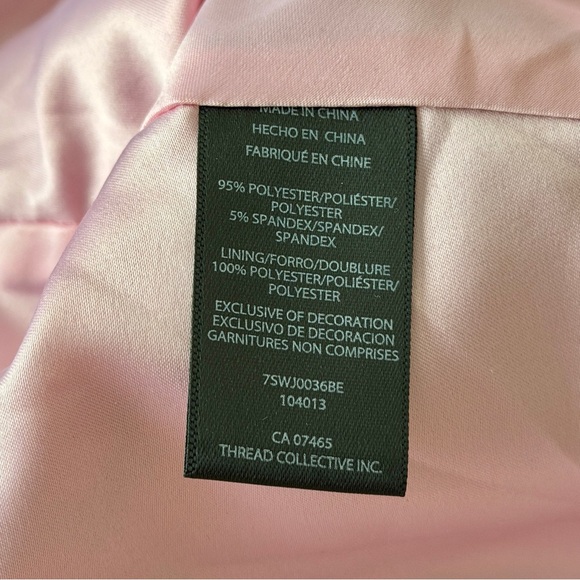 MADE IN CHINA
HECHO EN CHINA
FABRIQUÉ EN CHINE
95% POLYESTER/POLIÉSTER/
POLYESTER
5% SPANDEX/SPANDEX/
SPANDEX
LINING/FORRO/DOUBLURE
100% POLYESTER/POLIÉSTER/
POLYESTER
EXCLUSIVE OF DECORATION
EXCLUSIVO DE DECORACION
GARNITURES NON COMPRISES
7SWJ0036BE
104013
CA 07465
THREAD COLLECTIVE INC.